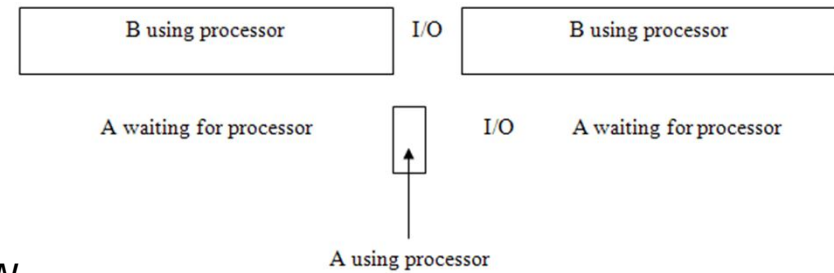 B using processor I/O B using processor
A waiting for processor I/O A waiting for processor
A using processor